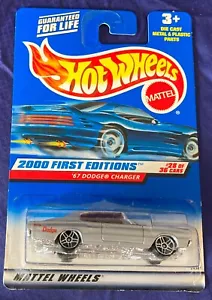 GUARANTEED
FOR LIFE
3+
DIE CAST
METAL & PLASTIC
PARTS
Hot Wheels
MATTEL
2000 FIRST EDITIONS
'67 DODGE® CHARGER
#28 OF
36 CARS
MATTEL WHEELS